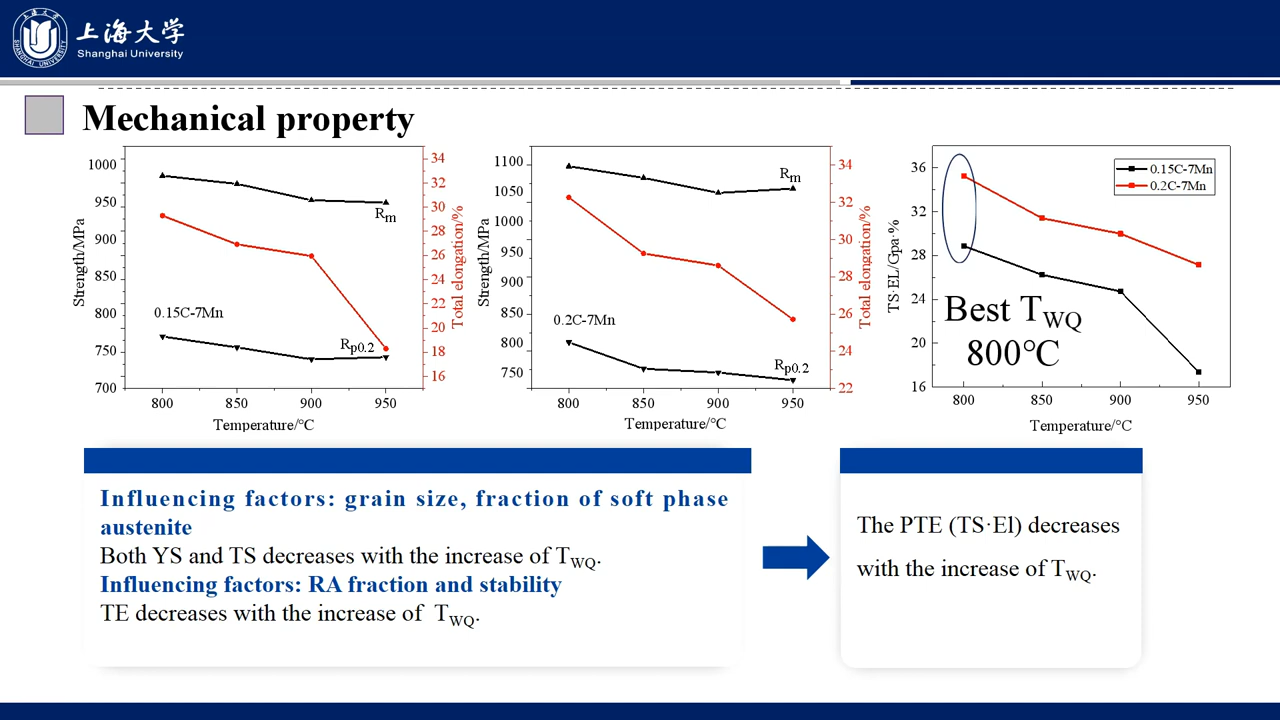 上海大学
Shanghai University
SHANGHAI UNIVERSITY
Mechanical property
1000
950
900
850
800
750
700
Strength/MPa
34
32
30
28
26
24
22
20
18
16
Total elongation/%
Rm
0.15C-7Mn
Rp0.2
800 850 900 950
Temperature/°C
1100
1050
1000
950
900
850
800
750
Strength/MPa
34
32
30
28
26
24
22
Total elongation/%
Rm
0.2C-7Mn
Rp0.2
800 850 900 950
Temperature/°C
36
32
28
24
20
16
TS·EL/Gpa·%
0.15C-7Mn
0.2C-7Mn
Best TWQ
800℃
800 850 900 950
Temperature/°C
Influencing factors: grain size, fraction of soft phase
austenite
Both YS and TS decreases with the increase of TWQ.
Influencing factors: RA fraction and stability
TE decreases with the increase of TWQ.
The PTE (TS·El) decreases
with the increase of TWQ.